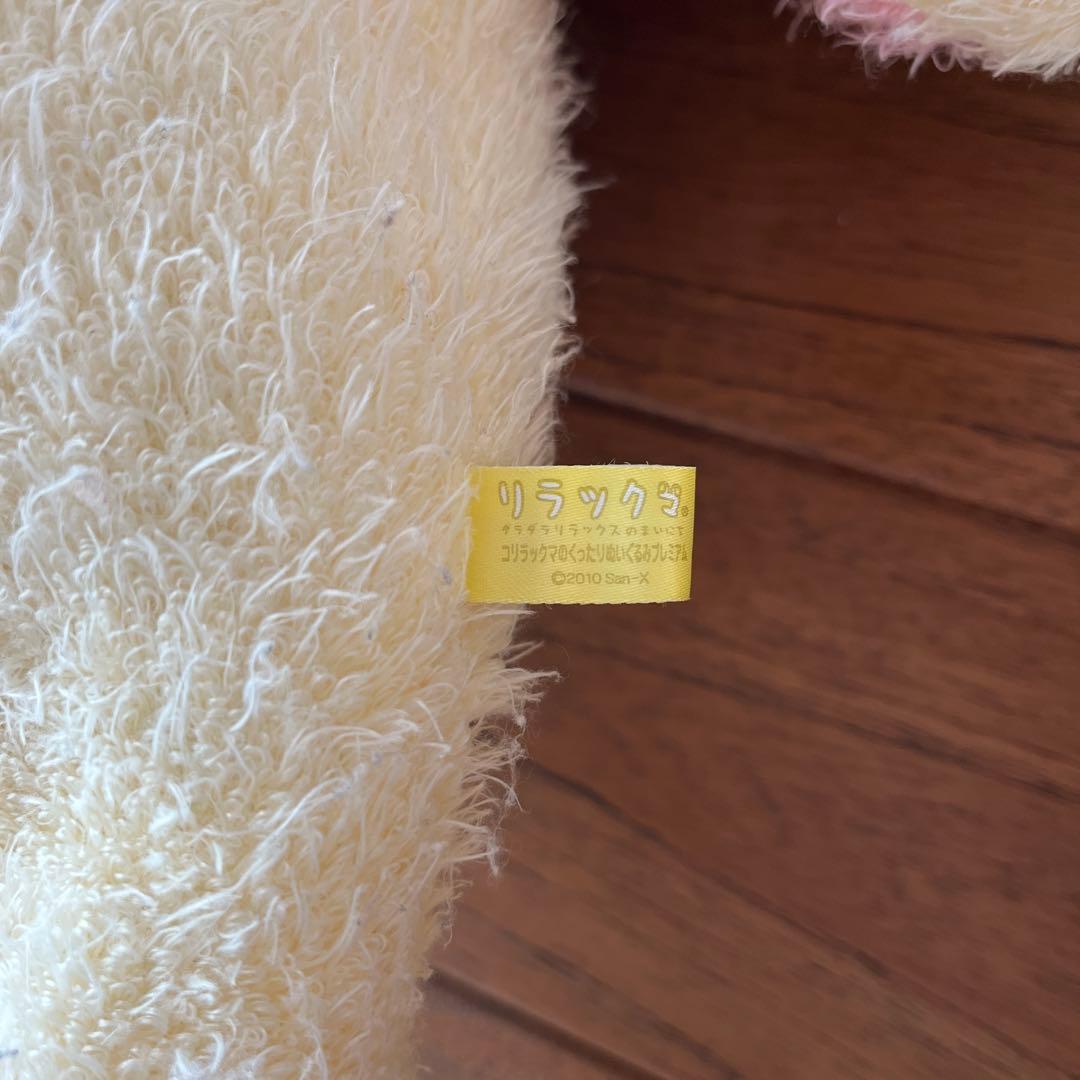 リラックマ®
ダラダラリラックスのまいにち
コリラックマのくったりぬいぐるみプレミアム
©2010 San-X